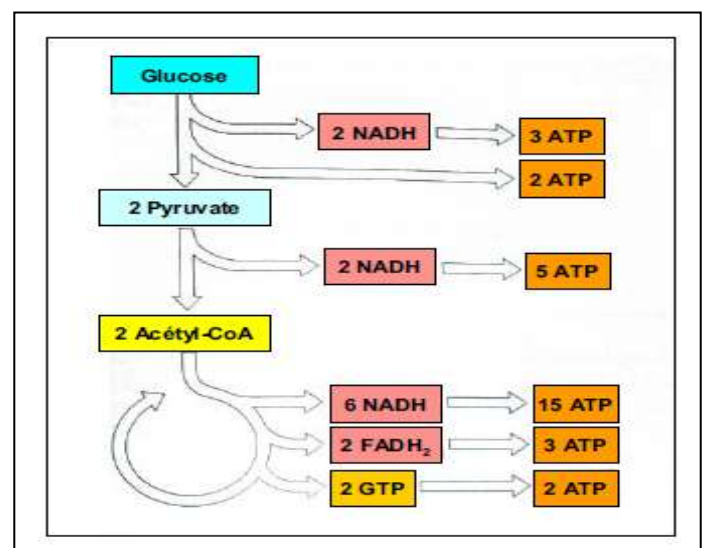 Glucose
2 NADH
3 ATP
2 ATP
2 Pyruvate
2 NADH
5 ATP
2 Acétyl-CoA
6 NADH
15 ATP
2 FADH₂
3 ATP
2 GTP
2 ATP